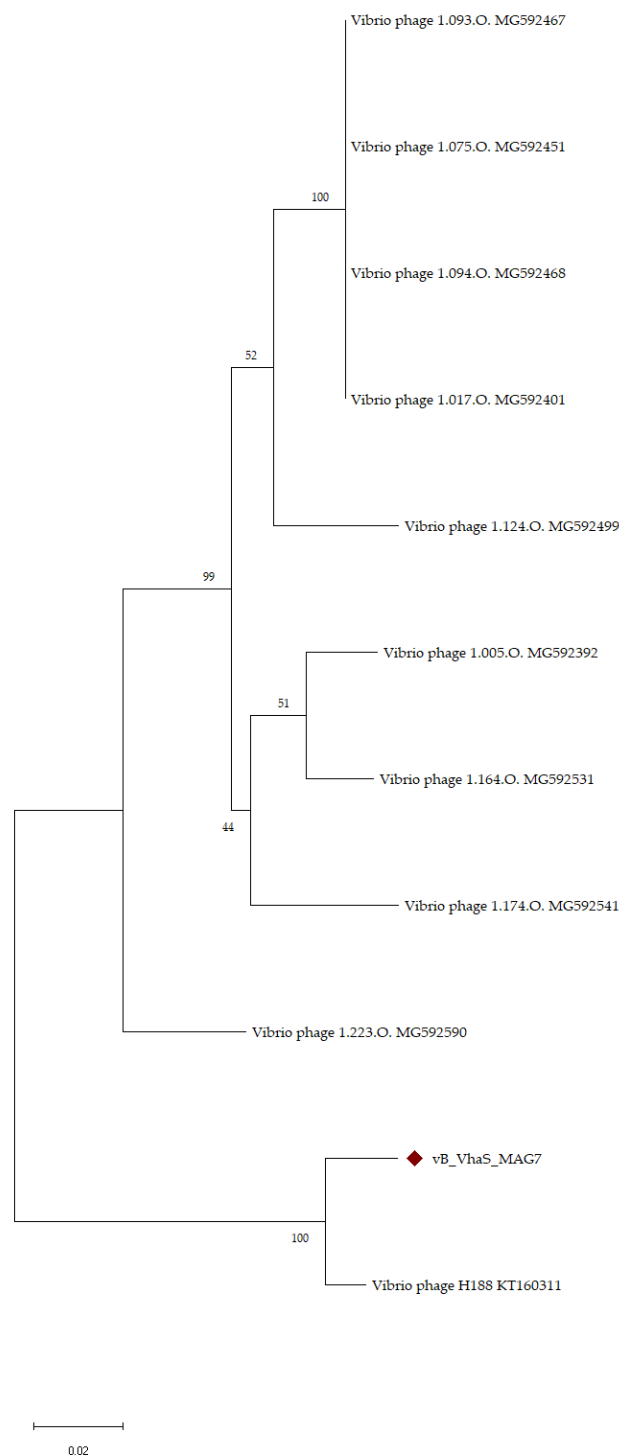 Vibrio phage 1.093.O. MG592467
Vibrio phage 1.075.O. MG592451
100
Vibrio phage 1.094.O. MG592468
52
Vibrio phage 1.017.O. MG592401
Vibrio phage 1.124.O. MG592499
99
Vibrio phage 1.005.O. MG592392
51
Vibrio phage 1.164.O. MG592531
44
Vibrio phage 1.174.O. MG592541
Vibrio phage 1.223.O. MG592590
vB_VhaS_MAG7
100
Vibrio phage H188 KT160311
0.02